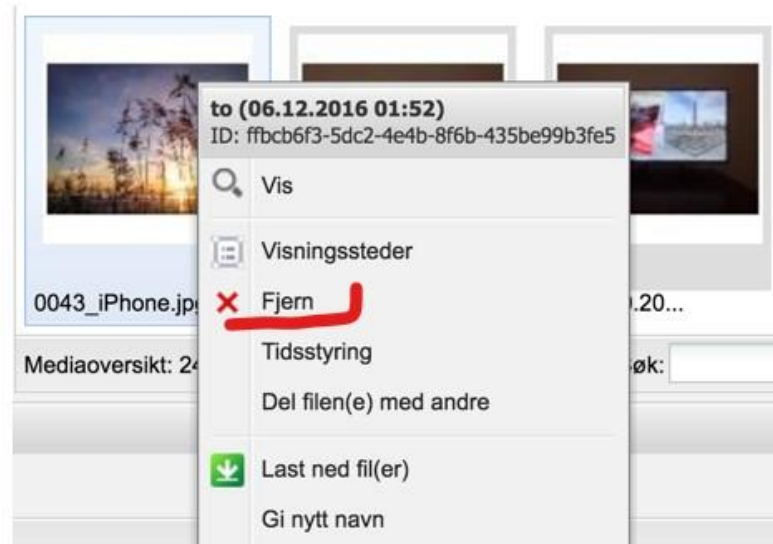 to (06.12.2016 01:52)
ID: ffbcb6f3-5dc2-4e4b-8f6b-435be99b3fe5
Vis
Visningssteder
Fjern
Tidsstyring
Del filen(e) med andre
Last ned fil(er)
Gi nytt navn
0043_iPhone.jp
.20...
Mediaoversikt: 24
øk: